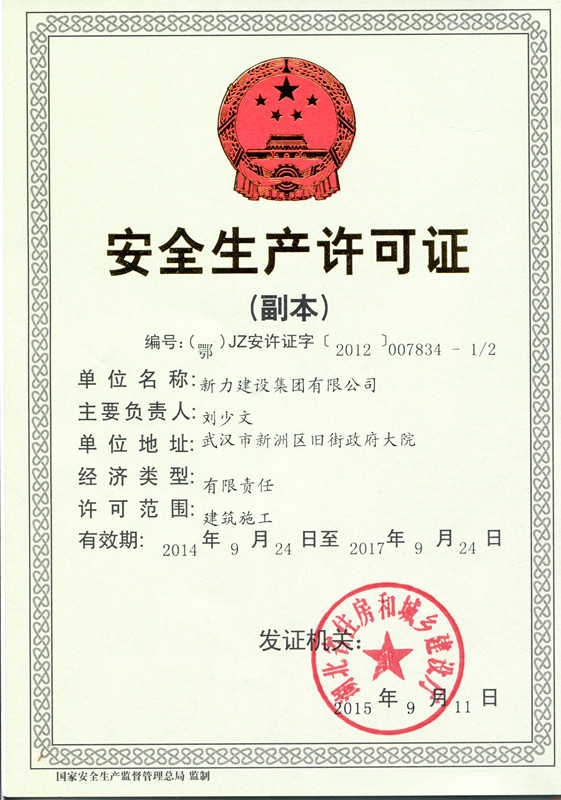 安全生产许可证
(副本)
编号:(鄂)JZ安许证字〔2012〕007834 - 1/2
单位名称:新力建设集团有限公司
主要负责人:刘少文
单位地址:武汉市新洲区旧街政府大院
经济类型:有限责任
许可范围:建筑施工
有效期:2014年9月24日至2017年9月24日
湖北省住房和城乡建设厅
发证机关:
2015年9月11日
国家安全生产监督管理总局 监制